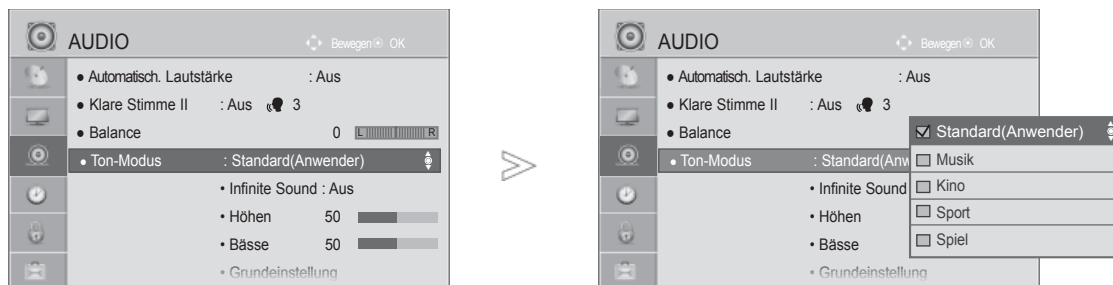 AUDIO
Bewegen OK
• Automatisch. Lautstärke : Aus
• Klare Stimme II : Aus 3
• Balance 0 L R
• Ton-Modus : Standard(Anwender)
• Infinite Sound : Aus
• Höhen 50
• Bässe 50
• Grundeinstellung
AUDIO
Bewegen OK
• Automatisch. Lautstärke : Aus
• Klare Stimme II : Aus 3
• Balance
• Ton-Modus : Standard(Anw
• Infinite Sound
• Höhen
• Bässe
• Grundeinstellung
Standard(Anwender)
Musik
Kino
Sport
Spiel